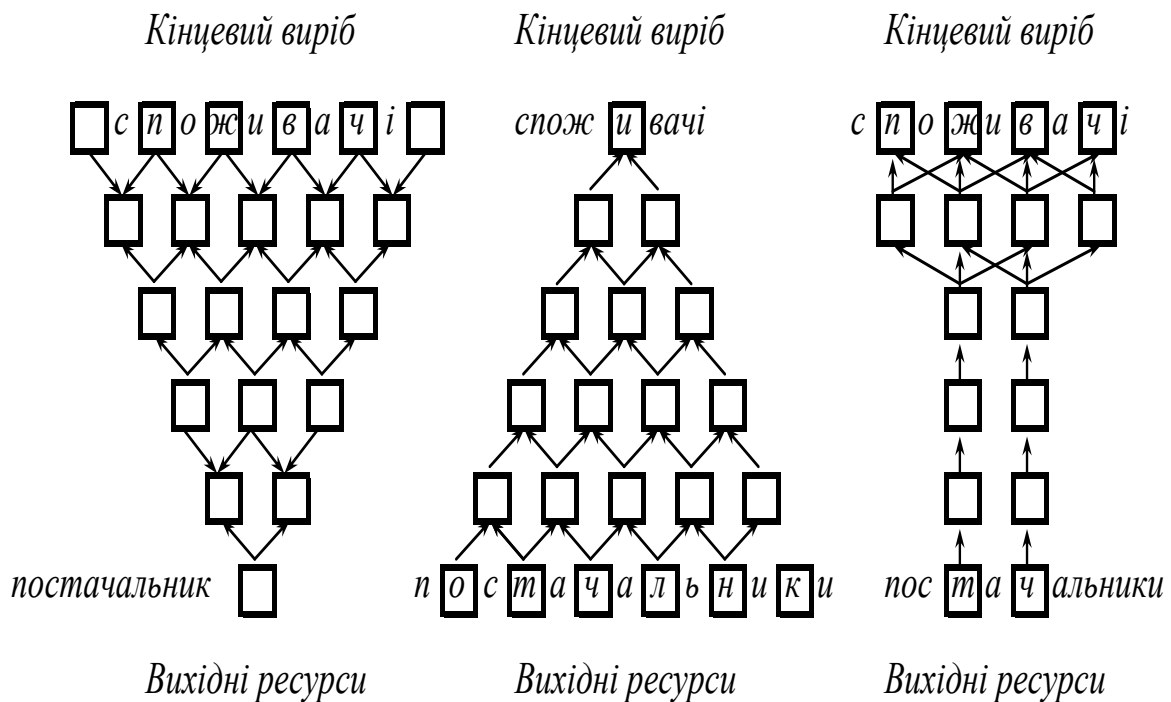 Кінцевий виріб
Кінцевий виріб
Кінцевий виріб
споживачі
споживачі
споживачі
постачальник
постачальники
постачальники
Вихідні ресурси
Вихідні ресурси
Вихідні ресурси